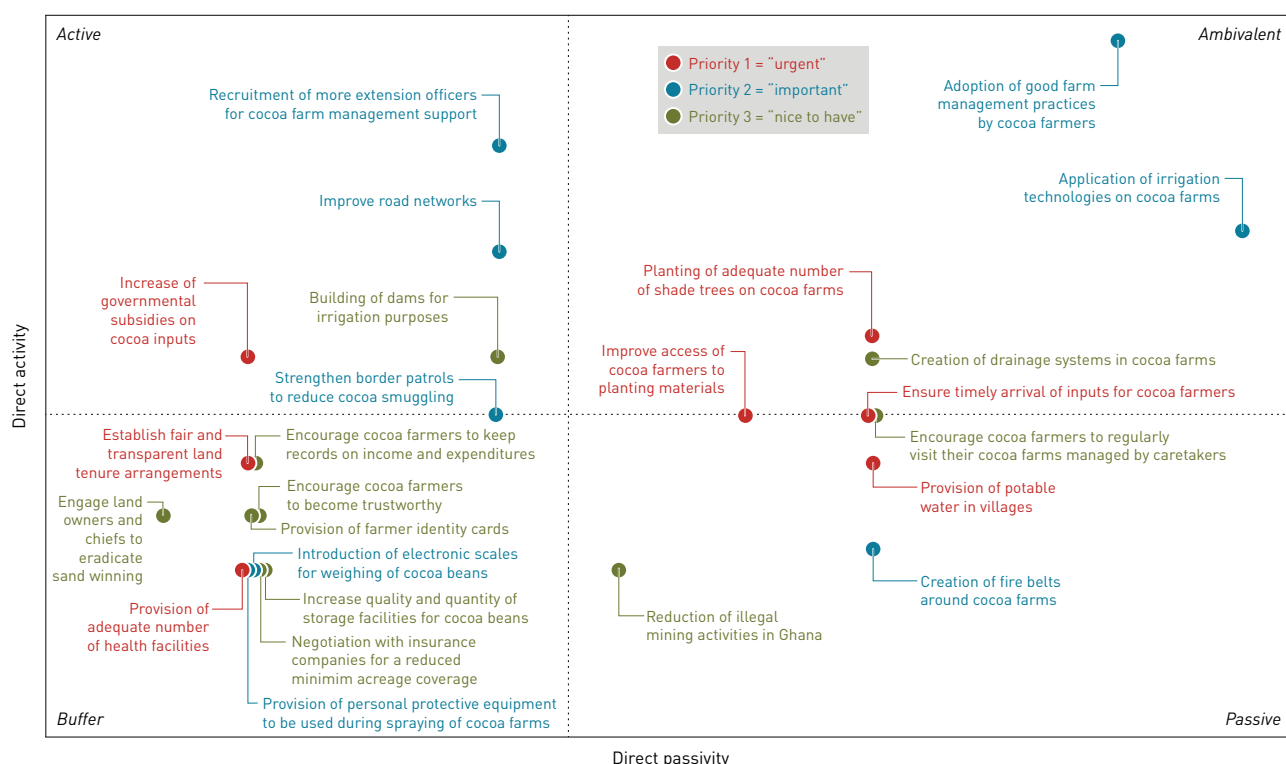 Active
Ambivalent
Priority 1 = “urgent”
Priority 2 = “important”
Priority 3 = “nice to have”
Recruitment of more extension officers
for cocoa farm management support
Adoption of good farm
management practices
by cocoa farmers
Improve road networks
Application of irrigation
technologies on cocoa farms
Increase of
governmental
subsidies on
cocoa inputs
Building of dams for
irrigation purposes
Planting of adequate number
of shade trees on cocoa farms
Improve access of
cocoa farmers to
planting materials
Creation of drainage systems in cocoa farms
Strengthen border patrols
to reduce cocoa smuggling
Ensure timely arrival of inputs for cocoa farmers
Direct activity
Establish fair and
transparent land
tenure arrangements
Encourage cocoa farmers to keep
records on income and expenditures
Encourage cocoa farmers to regularly
visit their cocoa farms managed by caretakers
Engage land
owners and
chiefs to
eradicate
sand winning
Encourage cocoa farmers
to become trustworthy
Provision of farmer identity cards
Provision of potable
water in villages
Introduction of electronic scales
for weighing of cocoa beans
Creation of fire belts
around cocoa farms
Provision of
adequate number
of health facilities
Increase quality and quantity of
storage facilities for cocoa beans
Reduction of illegal
mining activities in Ghana
Negotiation with insurance
companies for a reduced
minimim acreage coverage
Provision of personal protective equipment
to be used during spraying of cocoa farms
Buffer
Passive
Direct passivity